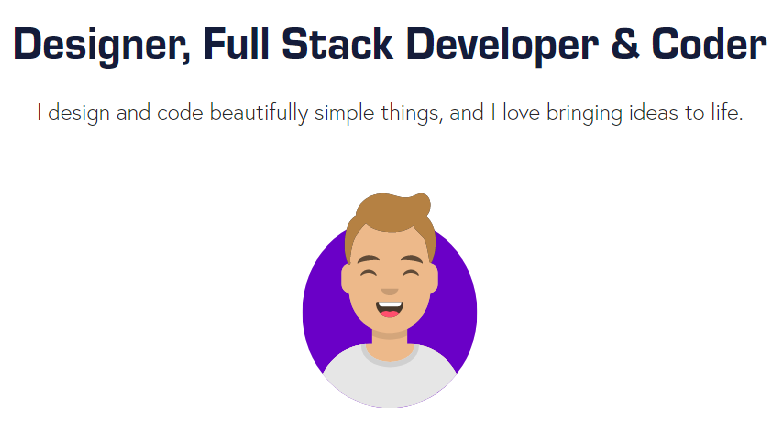 Designer, Full Stack Developer & Coder
I design and code beautifully simple things, and I love bringing ideas to life.